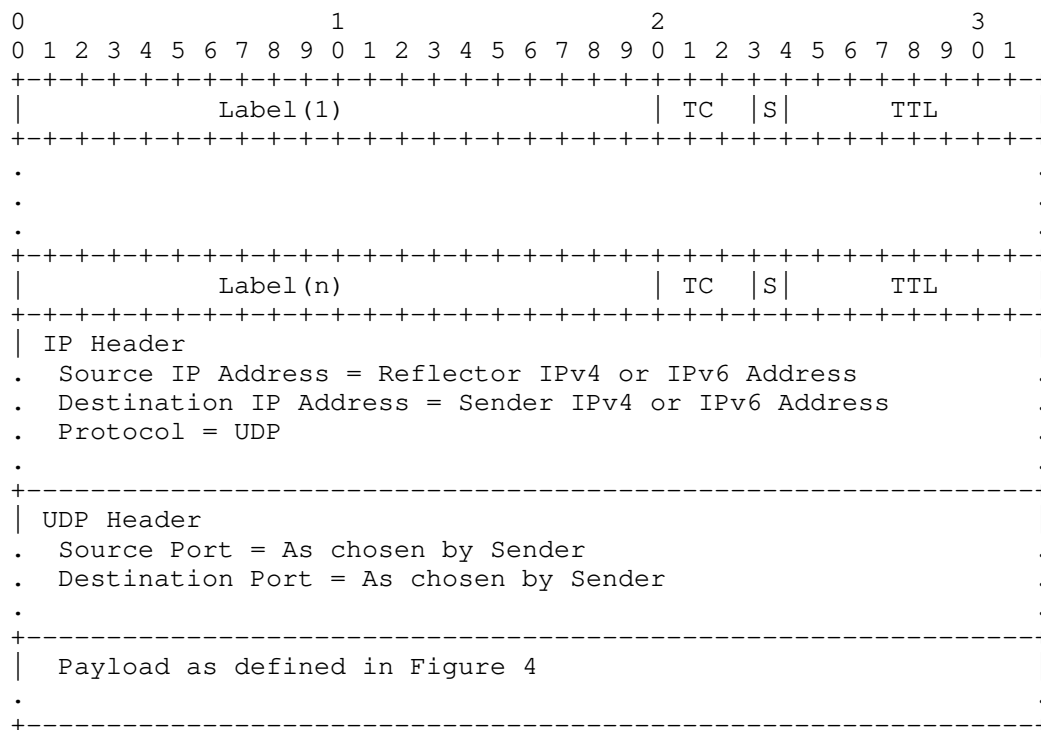 0                   1                   2                   3
0 1 2 3 4 5 6 7 8 9 0 1 2 3 4 5 6 7 8 9 0 1 2 3 4 5 6 7 8 9 0 1
+-+-+-+-+-+-+-+-+-+-+-+-+-+-+-+-+-+-+-+-+-+-+-+-+-+-+-+-+-+-+-+--
|            Label(1)                   | TC  |S|      TTL
+-+-+-+-+-+-+-+-+-+-+-+-+-+-+-+-+-+-+-+-+-+-+-+-+-+-+-+-+-+-+-+--
.                                                               .
.                                                               .
.                                                               .
+-+-+-+-+-+-+-+-+-+-+-+-+-+-+-+-+-+-+-+-+-+-+-+-+-+-+-+-+-+-+-+--
|            Label(n)                   | TC  |S|      TTL
+-+-+-+-+-+-+-+-+-+-+-+-+-+-+-+-+-+-+-+-+-+-+-+-+-+-+-+-+-+-+-+--
| IP Header
.  Source IP Address = Reflector IPv4 or IPv6 Address           .
.  Destination IP Address = Sender IPv4 or IPv6 Address         .
.  Protocol = UDP                                               .
.                                                               .
+----------------------------------------------------------------
| UDP Header
.  Source Port = As chosen by Sender                            .
.  Destination Port = As chosen by Sender                       .
.                                                               .
+----------------------------------------------------------------
|  Payload as defined in Figure 4
.                                                               .
+----------------------------------------------------------------